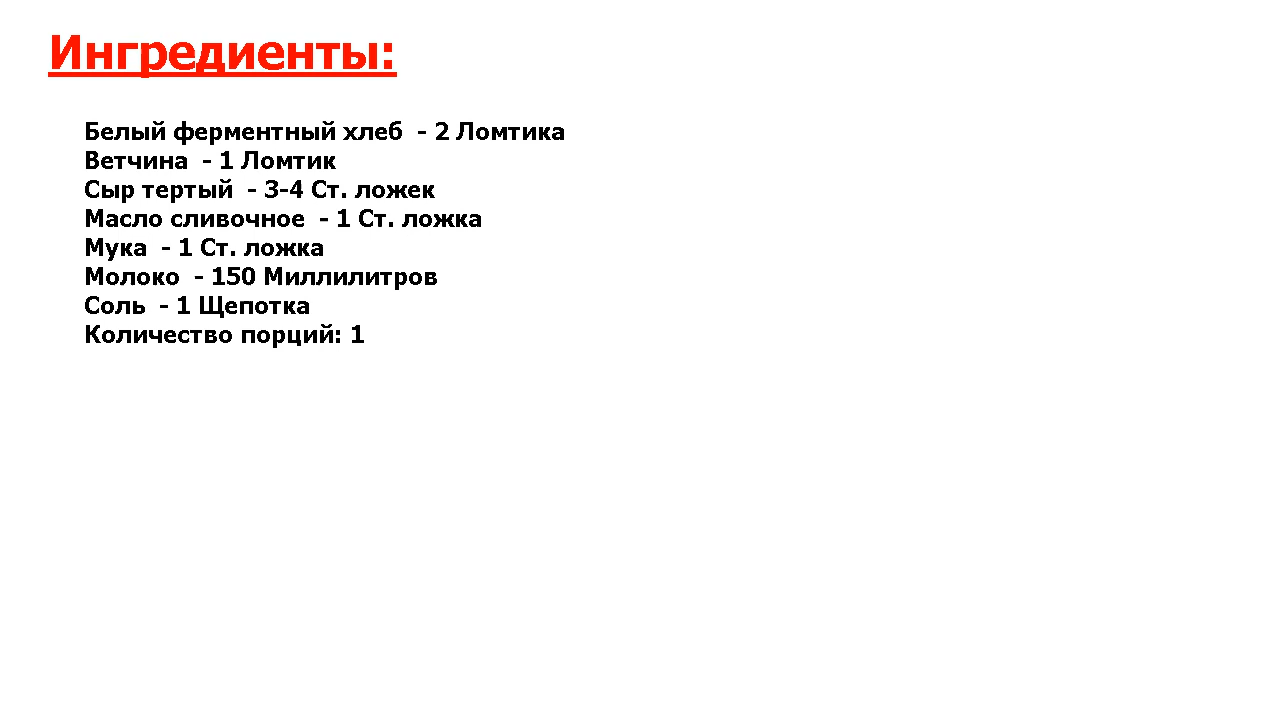 Ингредиенты:
Белый ферментный хлеб - 2 Ломтика
Ветчина - 1 Ломтик
Сыр тертый - 3-4 Ст. ложек
Масло сливочное - 1 Ст. ложка
Мука - 1 Ст. ложка
Молоко - 150 Миллилитров
Соль - 1 Щепотка
Количество порций: 1